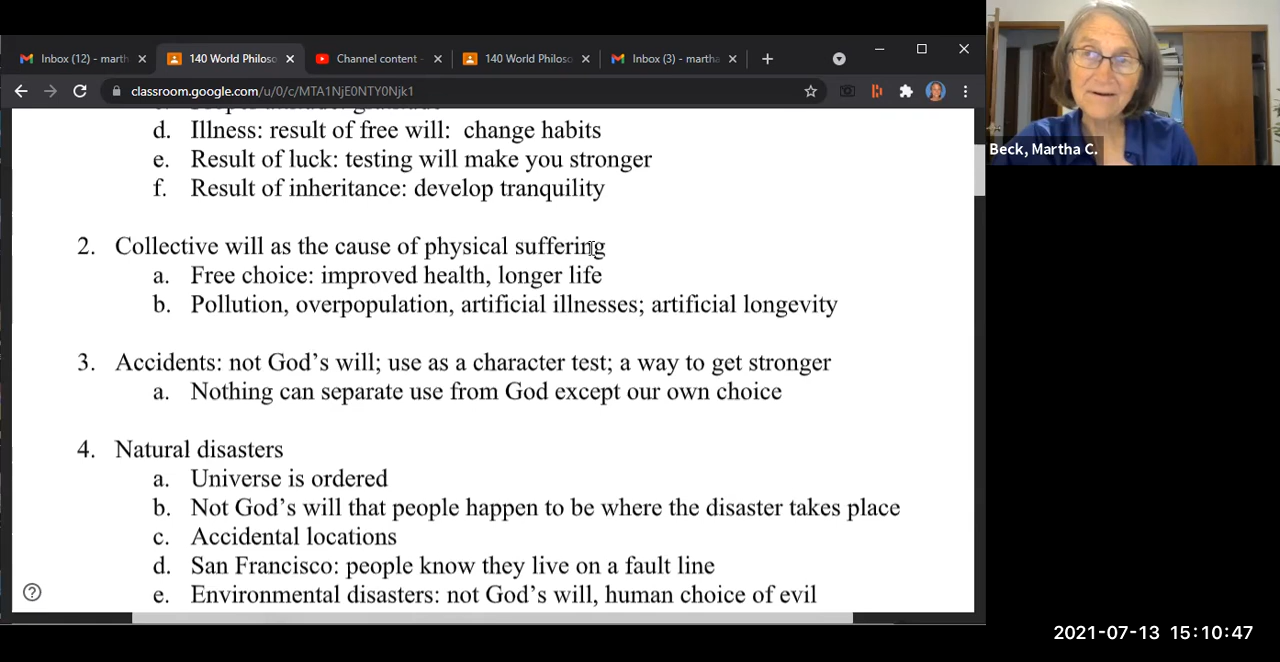 Inbox (12) - marth
140 World Philoso
Channel content -
140 World Philoso
Inbox (3) - martha
classroom.google.com/u/0/c/MTA1NjE0NTY0Njk1
Beck, Martha C.
d. Illness: result of free will: change habits
e. Result of luck: testing will make you stronger
f. Result of inheritance: develop tranquility
2. Collective will as the cause of physical suffering
a. Free choice: improved health, longer life
b. Pollution, overpopulation, artificial illnesses; artificial longevity
3. Accidents: not God's will; use as a character test; a way to get stronger
a. Nothing can separate use from God except our own choice
4. Natural disasters
a. Universe is ordered
b. Not God's will that people happen to be where the disaster takes place
c. Accidental locations
d. San Francisco: people know they live on a fault line
e. Environmental disasters: not God's will, human choice of evil
2021-07-13 15:10:47